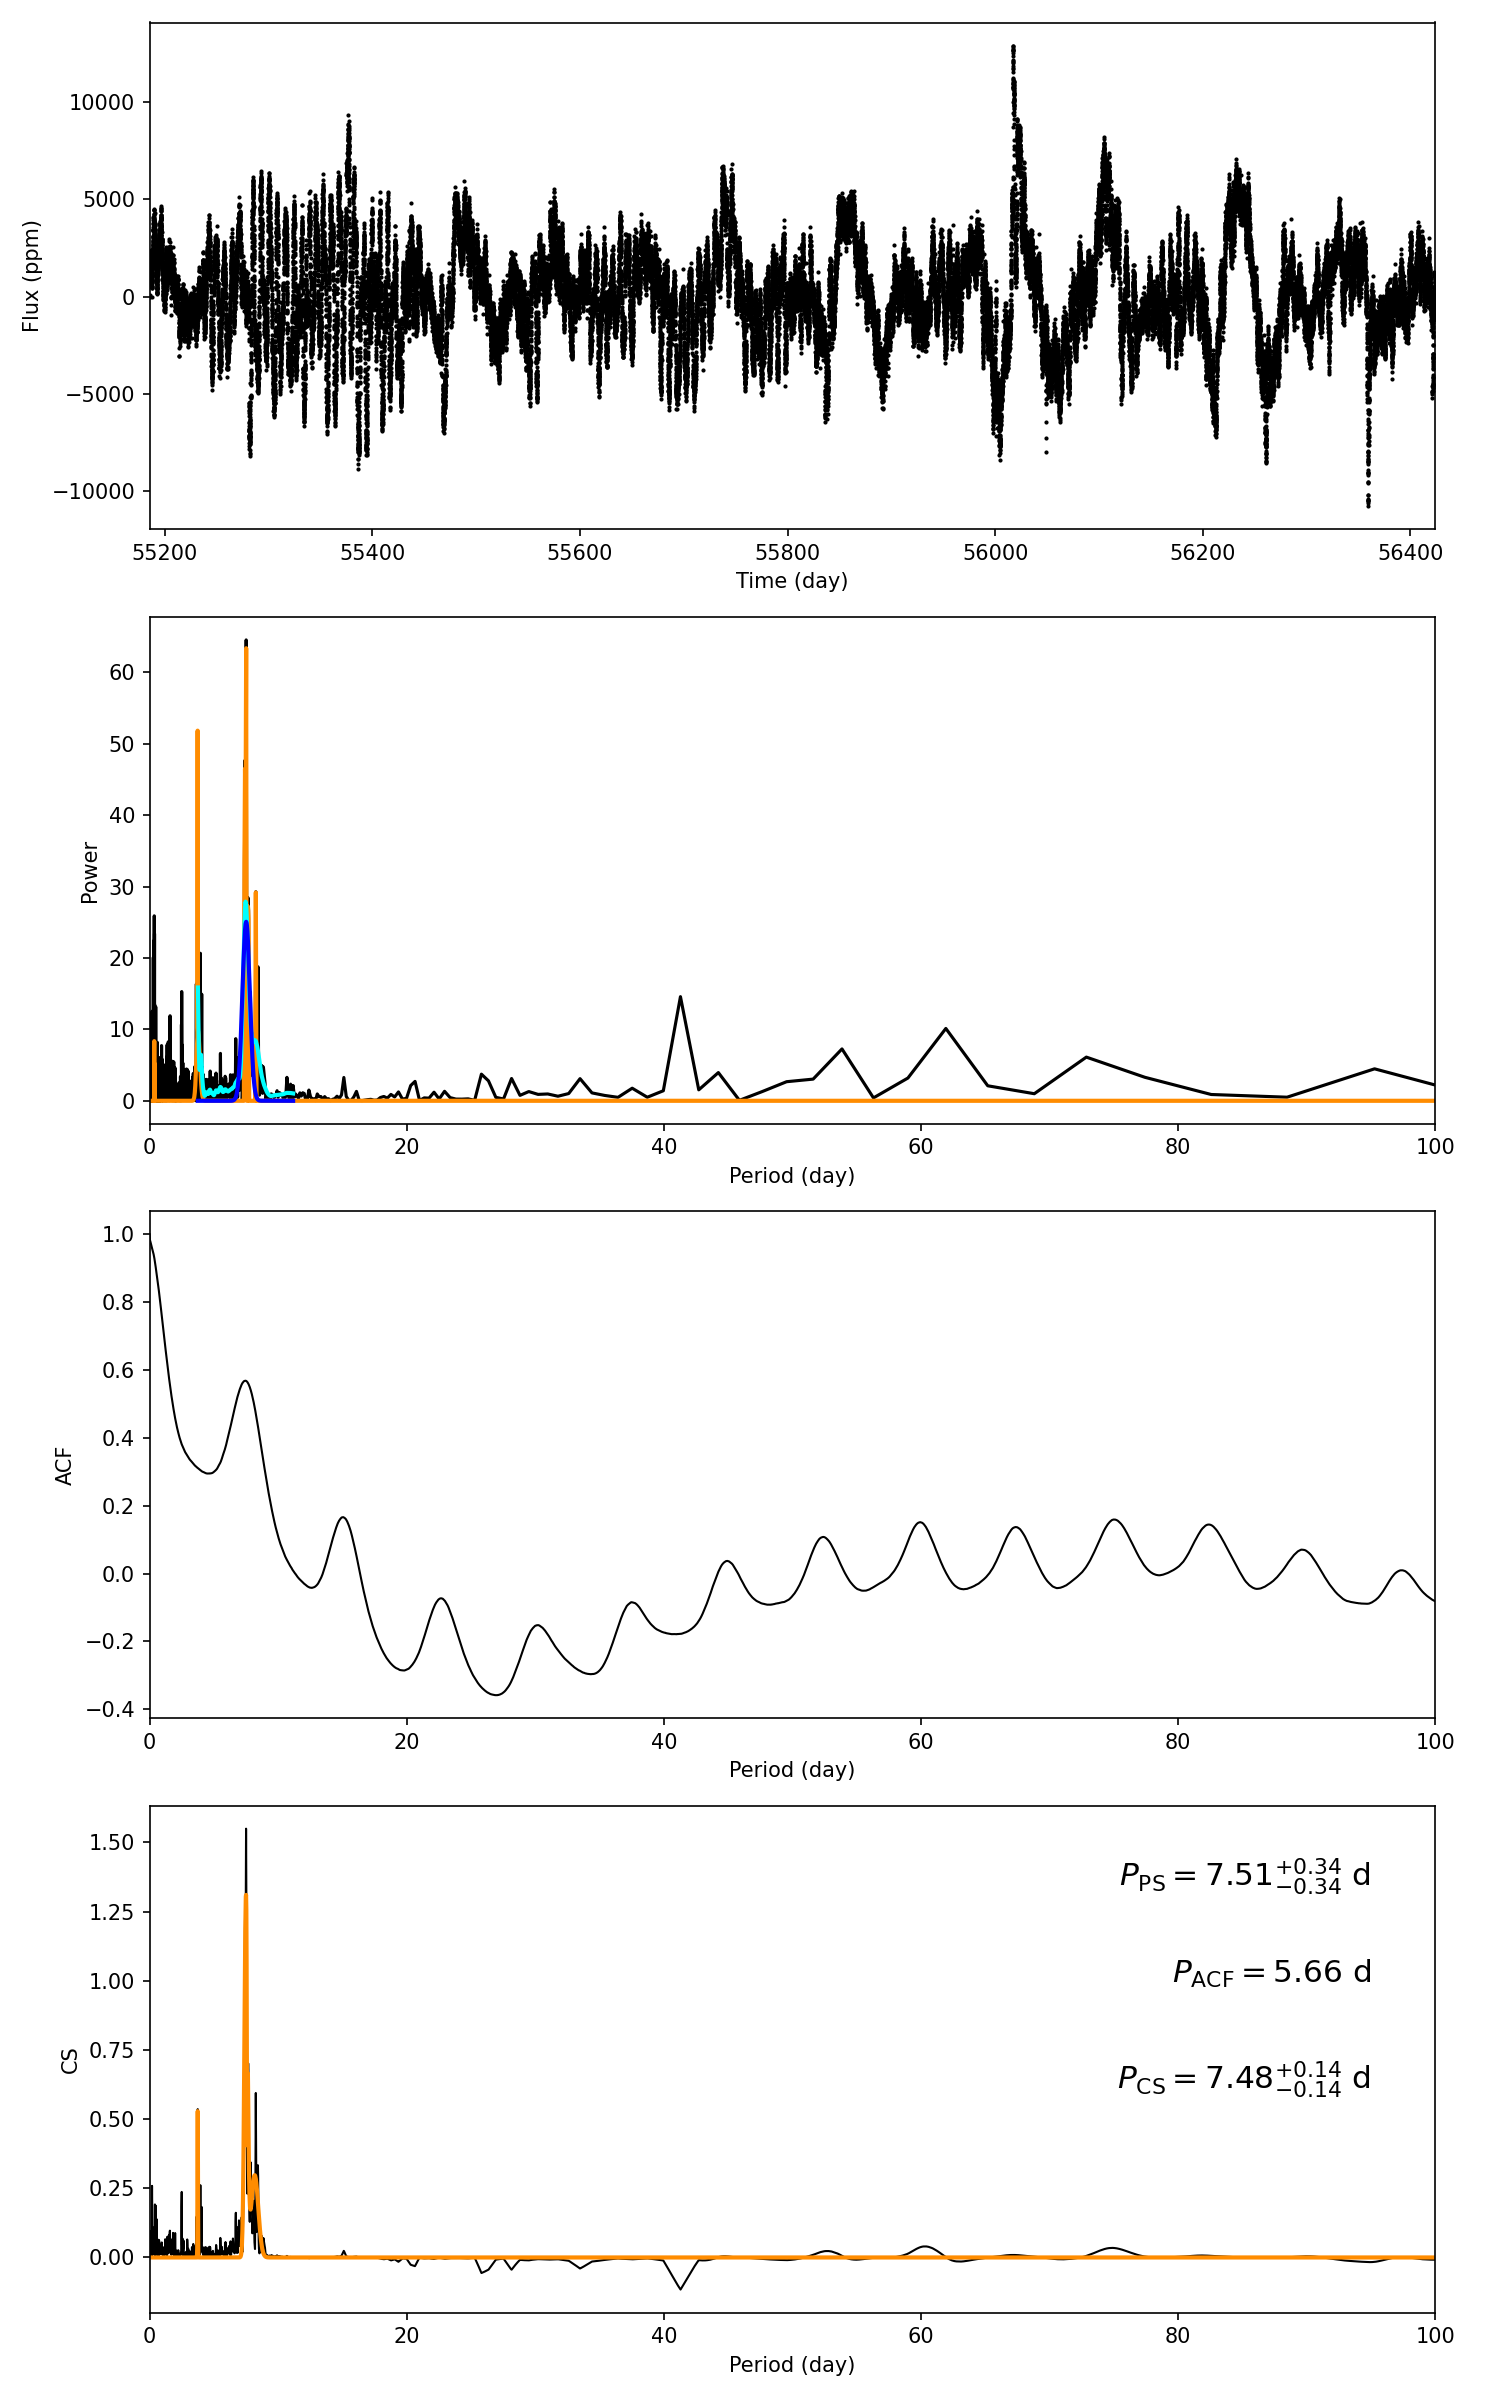 10000
5000
0
−5000
−10000
Flux (ppm)
55200 55400 55600 55800 56000 56200 56400
Time (day)
60
50
40
30
20
10
0
Power
0 20 40 60 80 100
Period (day)
1.0
0.8
0.6
0.4
0.2
0.0
−0.2
−0.4
ACF
0 20 40 60 80 100
Period (day)
1.50
1.25
1.00
0.75
0.50
0.25
0.00
CS
P_PS = 7.51^{+0.34}_{−0.34} d
P_ACF = 5.66 d
P_CS = 7.48^{+0.14}_{−0.14} d
0 20 40 60 80 100
Period (day)